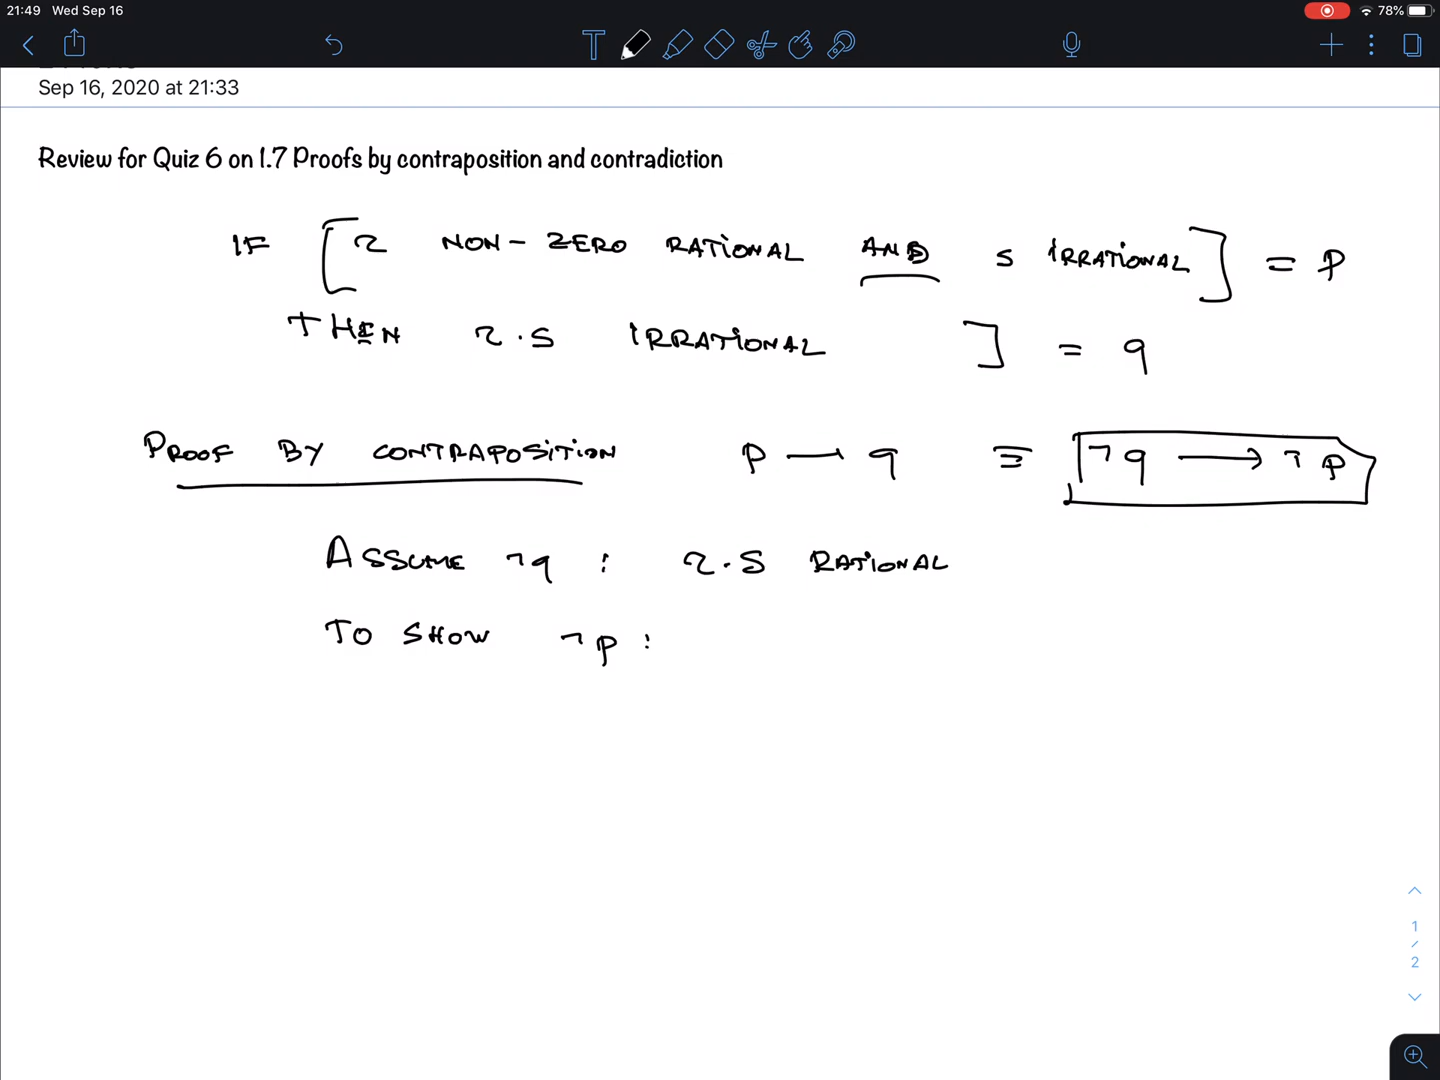 21:49 Wed Sep 16 78%
Sep 16, 2020 at 21:33
Review for Quiz 6 on 1.7 Proofs by contraposition and contradiction
IF [ r NON-ZERO RATIONAL AND s IRRATIONAL ] = P
THEN r.s IRRATIONAL ] = q
PROOF BY CONTRAPOSITION P → q ≡ ¬q → ¬P
ASSUME ¬q : r.s RATIONAL
TO SHOW ¬P :
1
/
2